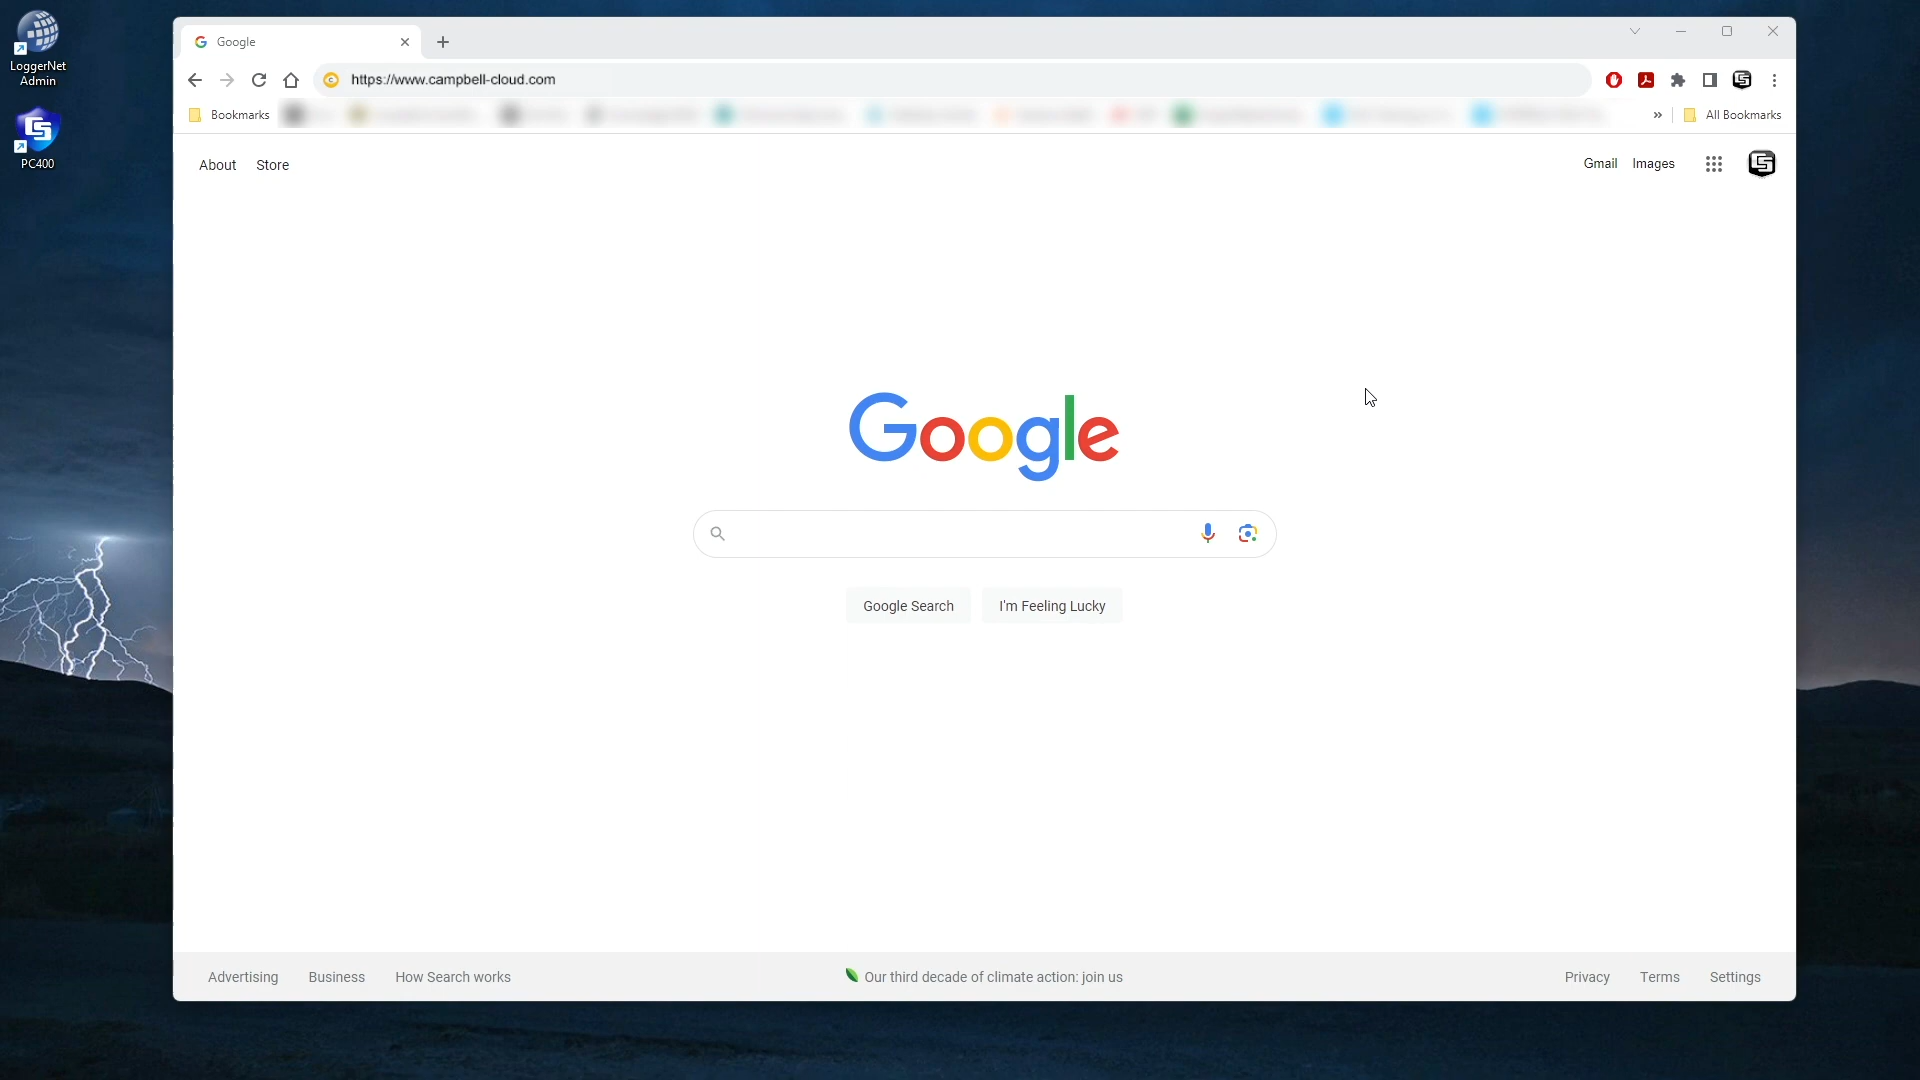 LoggerNet
Admin
PC400
Google
https://www.campbell-cloud.com
Bookmarks
» All Bookmarks
About Store
Gmail Images
Google
Google Search I'm Feeling Lucky
Advertising Business How Search works
Our third decade of climate action: join us
Privacy Terms Settings